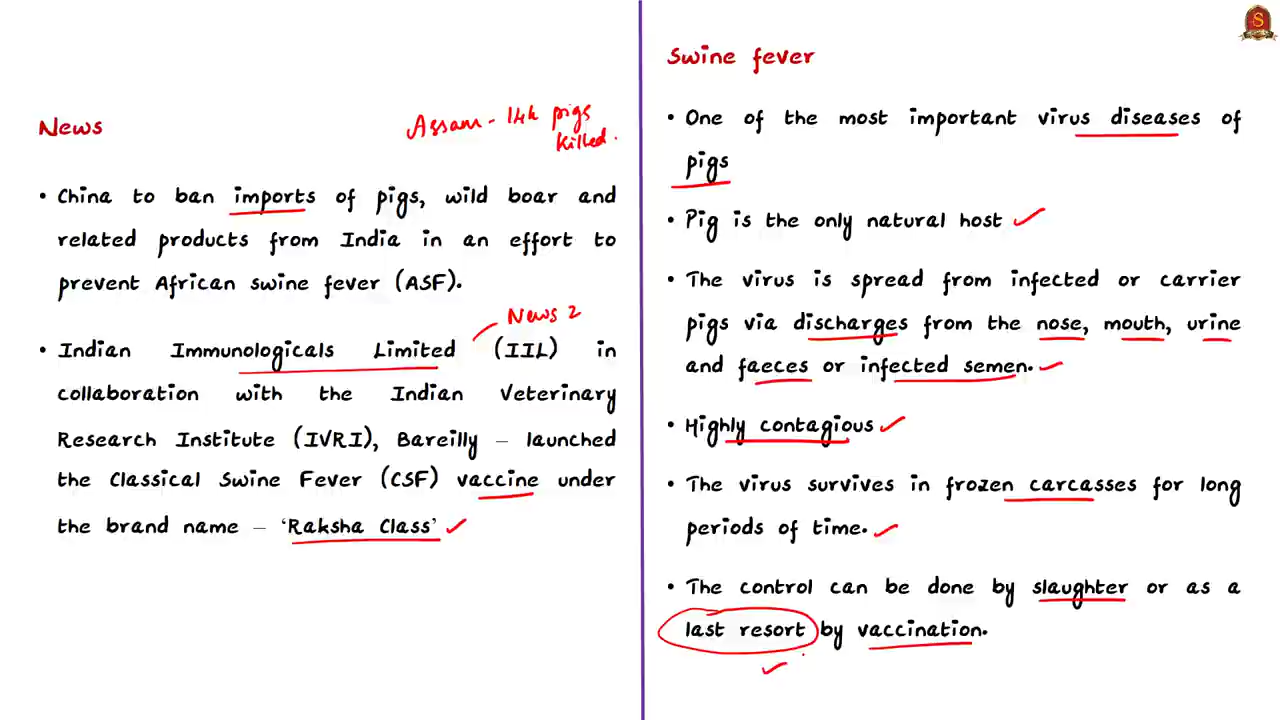 News
Assam - 14k pigs
killed.
• China to ban imports of pigs, wild boar and
related products from India in an effort to
prevent African swine fever (ASF).
News 2
• Indian Immunologicals Limited (IIL) in
collaboration with the Indian Veterinary
Research Institute (IVRI), Bareilly – launched
the Classical Swine Fever (CSF) vaccine under
the brand name – ‘Raksha Class’
Swine fever
• One of the most important virus diseases of
pigs
• Pig is the only natural host
• The virus is spread from infected or carrier
pigs via discharges from the nose, mouth, urine
and faeces or infected semen.
• Highly contagious
• The virus survives in frozen carcasses for long
periods of time.
• The control can be done by slaughter or as a
last resort by vaccination.
S